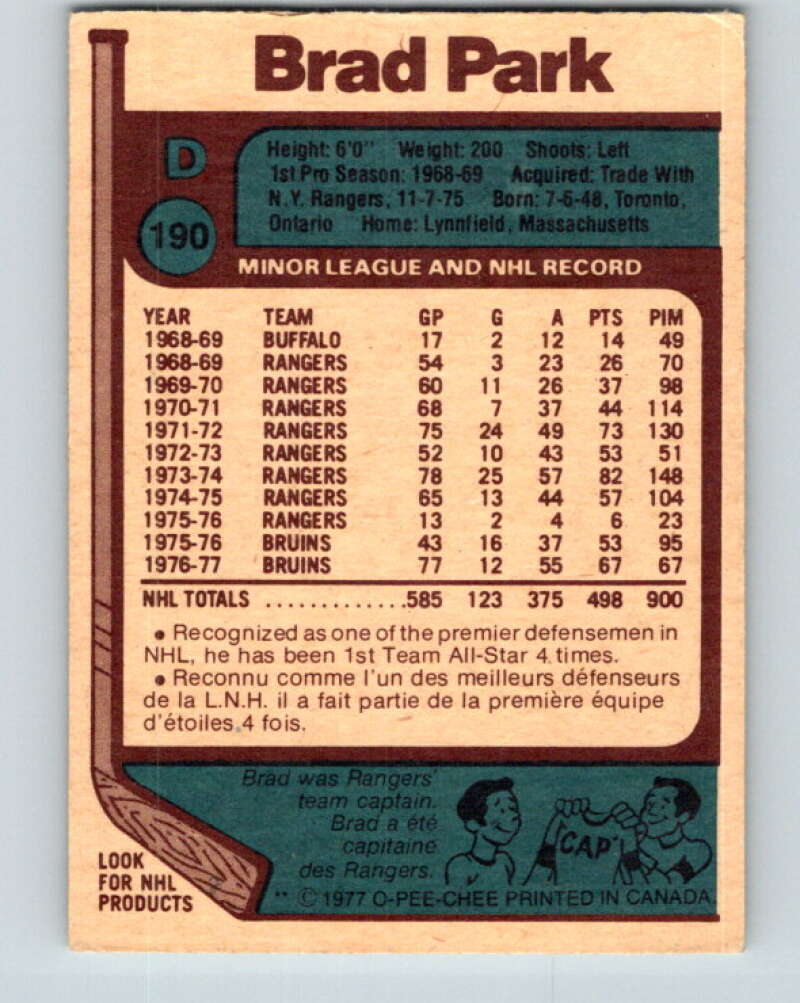 Brad Park
D
190
Height: 6'0" Weight: 200 Shoots: Left
1st Pro Season: 1968-69 Acquired: Trade With
N.Y. Rangers, 11-7-75 Born: 7-6-48, Toronto,
Ontario Home: Lynnfield, Massachusetts
MINOR LEAGUE AND NHL RECORD
YEAR TEAM GP G A PTS PIM
1968-69 BUFFALO 17 2 12 14 49
1968-69 RANGERS 54 3 23 26 70
1969-70 RANGERS 60 11 26 37 98
1970-71 RANGERS 68 7 37 44 114
1971-72 RANGERS 75 24 49 73 130
1972-73 RANGERS 52 10 43 53 51
1973-74 RANGERS 78 25 57 82 148
1974-75 RANGERS 65 13 44 57 104
1975-76 RANGERS 13 2 4 6 23
1975-76 BRUINS 43 16 37 53 95
1976-77 BRUINS 77 12 55 67 67
NHL TOTALS .............585 123 375 498 900
• Recognized as one of the premier defensemen in
NHL, he has been 1st Team All-Star 4 times.
• Reconnu comme l'un des meilleurs défenseurs
de la L.N.H. il a fait partie de la première équipe
d'étoiles 4 fois.
Brad was Rangers'
team captain.
Brad a été
capitaine
des Rangers.
"CAP"
LOOK
FOR NHL
PRODUCTS
** © 1977 O-PEE-CHEE PRINTED IN CANADA.